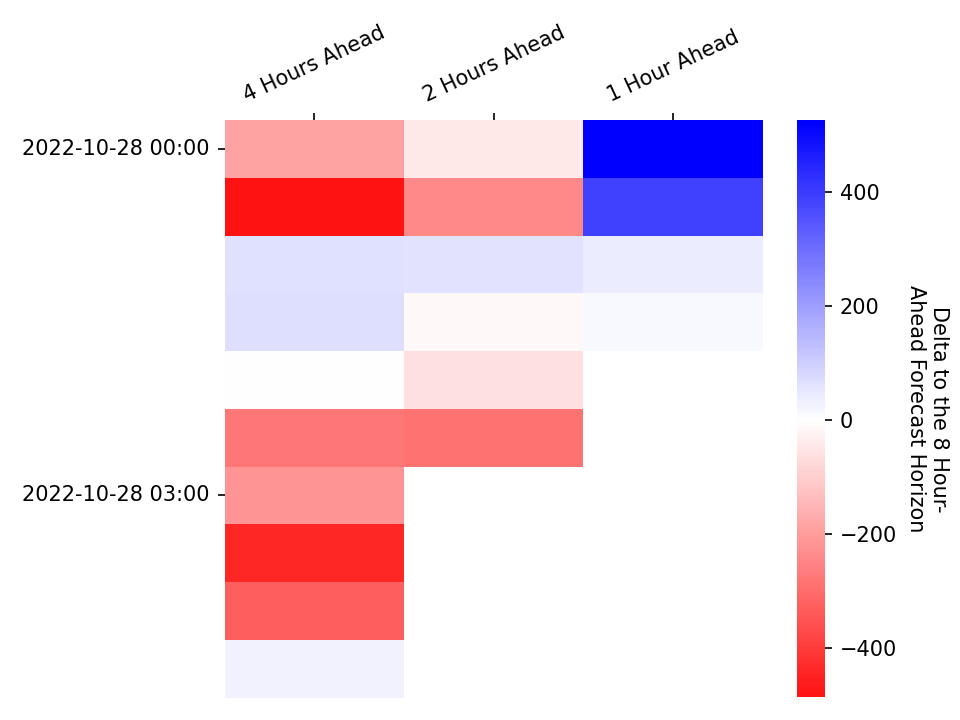 4 Hours Ahead
2 Hours Ahead
1 Hour Ahead
2022-10-28 00:00
2022-10-28 03:00
400
200
0
−200
−400
Delta to the 8 Hour-
Ahead Forecast Horizon